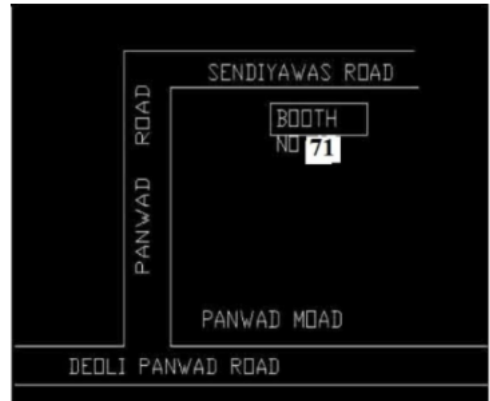 SENDIYAWAS ROAD
PANWAD ROAD
BOOTH
NO 71
PANWAD MOAD
DEOLI PANWAD ROAD